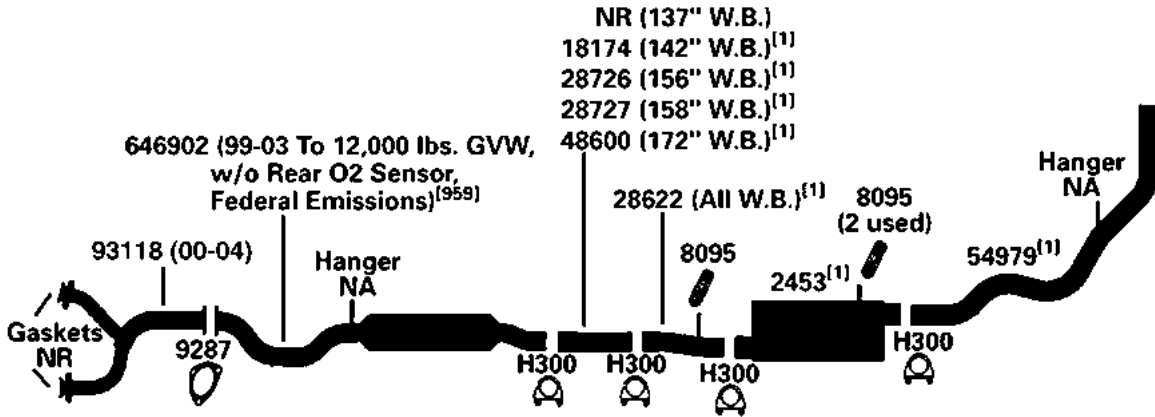 NR (137" W.B.)
18174 (142" W.B.)[1]
28726 (156" W.B.)[1]
28727 (158" W.B.)[1]
48600 (172" W.B.)[1]
646902 (99-03 To 12,000 lbs. GVW,
w/o Rear O2 Sensor,
Federal Emissions)[959]
28622 (All W.B.)[1]
8095
(2 used)
Hanger
NA
93118 (00-04)
Hanger
NA
8095
2453[1]
54979[1]
Gaskets
NR
9287
H300
H300
H300
H300